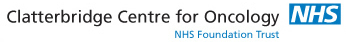 Clatterbridge Centre for Oncology NHS
NHS Foundation Trust